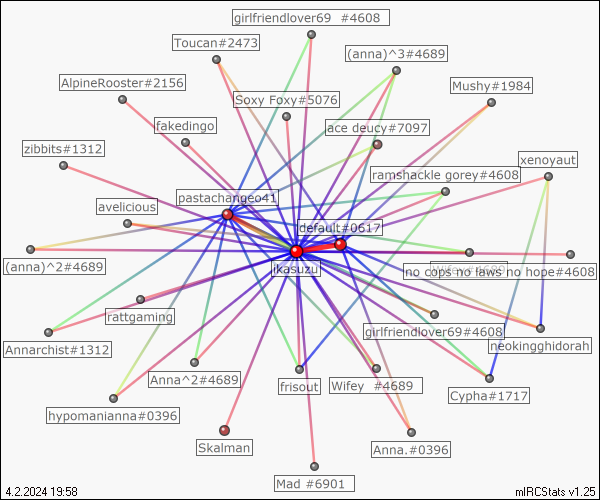 girlfriendlover69 #4608
Toucan#2473
(anna)^3#4689
AlpineRooster#2156
Mushy#1984
Soxy Foxy#5076
fakedingo
ace deucy#7097
zibbits#1312
xenoyaut
ramshackle gorey#4608
pastachangeo41
avelicious
default#0617
(anna)^2#4689
ikasuzu
no cops no laws no hope#4608
rattgaming
girlfriendlover69#4608
Annarchist#1312
neokingghidorah
Anna^2#4689
frisout
Wifey #4689
Cypha#1717
hypomanianna#0396
Skalman
Anna.#0396
Mad #6901
4.2.2024 19:58
mIRCStats v1.25